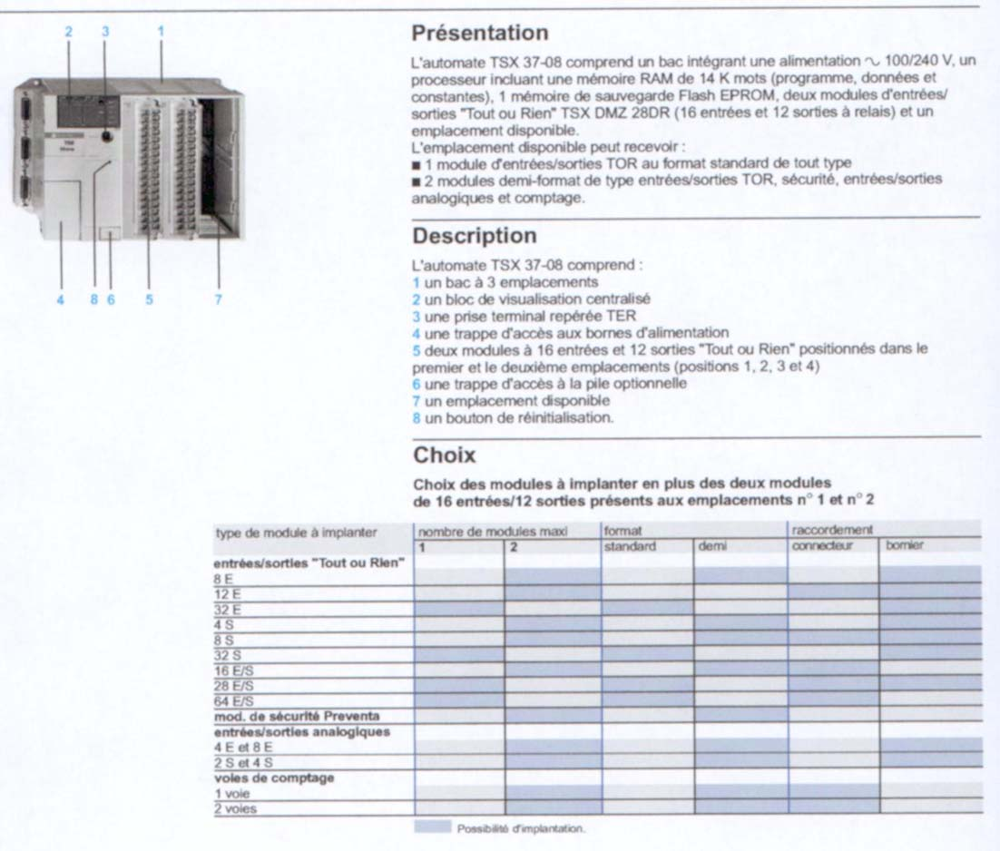 2 3 1
TSX
Micro
4 8 6 5 7
Présentation
L'automate TSX 37-08 comprend un bac intégrant une alimentation ∿ 100/240 V, un
processeur incluant une mémoire RAM de 14 K mots (programme, données et
constantes), 1 mémoire de sauvegarde Flash EPROM, deux modules d'entrées/
sorties "Tout ou Rien" TSX DMZ 28DR (16 entrées et 12 sorties à relais) et un
emplacement disponible.
L'emplacement disponible peut recevoir :
■ 1 module d'entrées/sorties TOR au format standard de tout type
■ 2 modules demi-format de type entrées/sorties TOR, sécurité, entrées/sorties
analogiques et comptage.
Description
L'automate TSX 37-08 comprend :
1 un bac à 3 emplacements
2 un bloc de visualisation centralisé
3 une prise terminal repérée TER
4 une trappe d'accès aux bornes d'alimentation
5 deux modules à 16 entrées et 12 sorties "Tout ou Rien" positionnés dans le
premier et le deuxième emplacements (positions 1, 2, 3 et 4)
6 une trappe d'accès à la pile optionnelle
7 un emplacement disponible
8 un bouton de réinitialisation.
Choix
Choix des modules à implanter en plus des deux modules
de 16 entrées/12 sorties présents aux emplacements n° 1 et n° 2
type de module à implanter nombre de modules maxi format raccordement
1 2 standard demi connecteur bornier
entrées/sorties "Tout ou Rien"
8 E
12 E
32 E
4 S
8 S
32 S
16 E/S
28 E/S
64 E/S
mod. de sécurité Preventa
entrées/sorties analogiques
4 E et 8 E
2 S et 4 S
voies de comptage
1 voie
2 voies
Possibilité d'implantation.